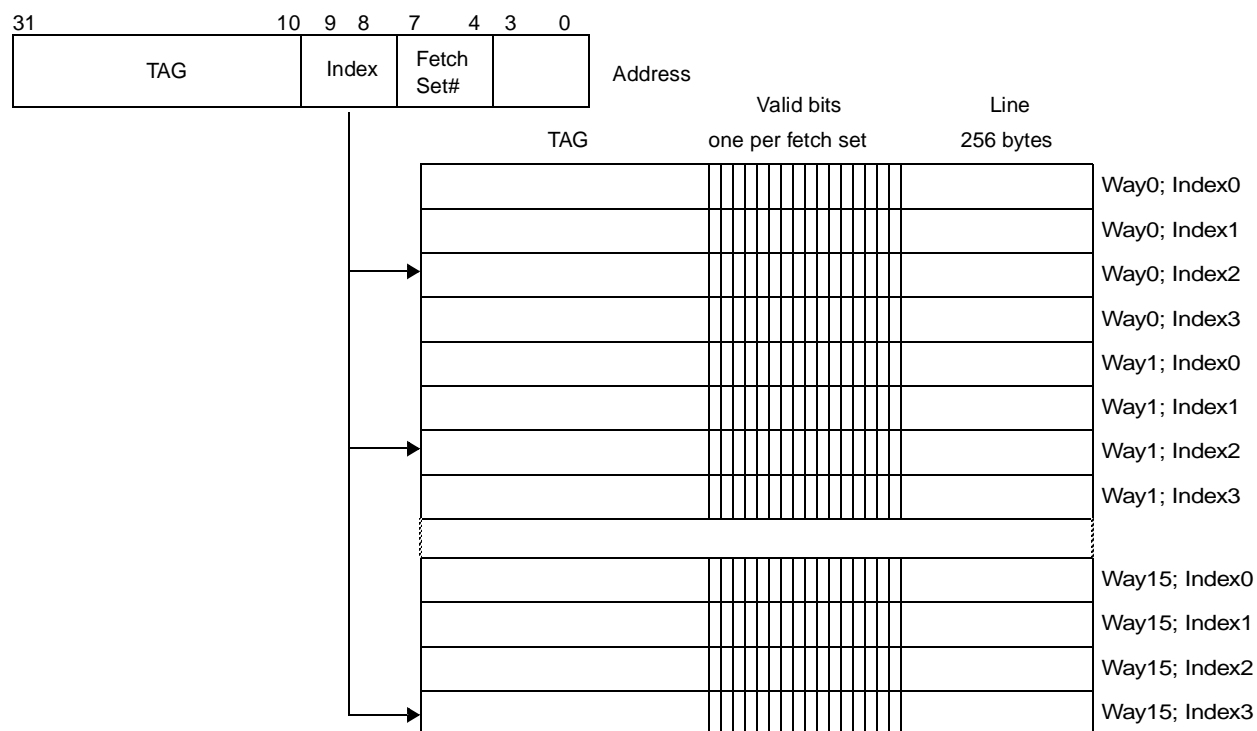 31 10 9 8 7 4 3 0
TAG Index Fetch
Set#
Address
Valid bits Line
TAG one per fetch set 256 bytes
Way0; Index0
Way0; Index1
Way0; Index2
Way0; Index3
Way1; Index0
Way1; Index1
Way1; Index2
Way1; Index3
Way15; Index0
Way15; Index1
Way15; Index2
Way15; Index3